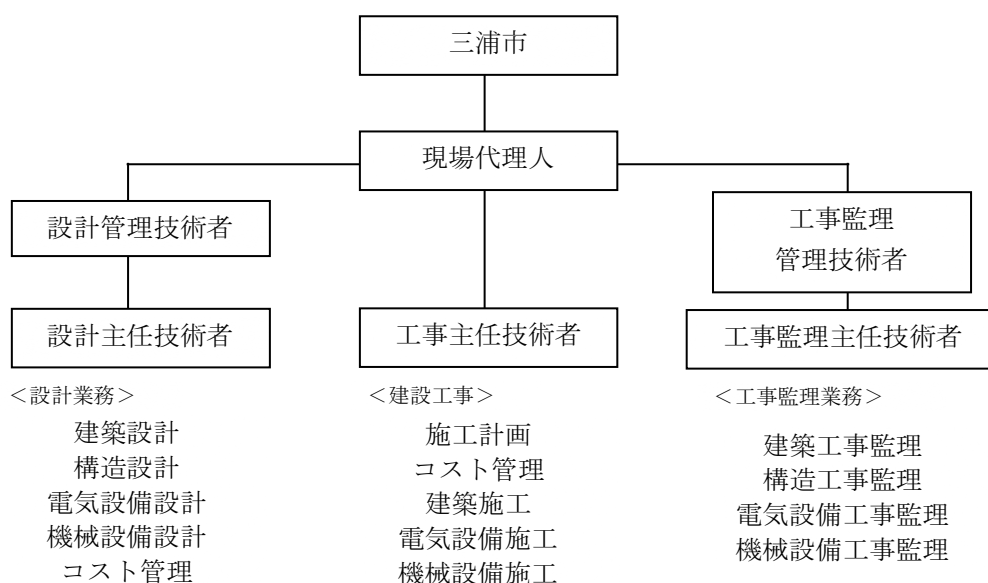 三浦市
現場代理人
設計管理技術者
工事監理
管理技術者
設計主任技術者
工事主任技術者
工事監理主任技術者
＜設計業務＞
建築設計
構造設計
電気設備設計
機械設備設計
コスト管理
＜建設工事＞
施工計画
コスト管理
建築施工
電気設備施工
機械設備施工
＜工事監理業務＞
建築工事監理
構造工事監理
電気設備工事監理
機械設備工事監理